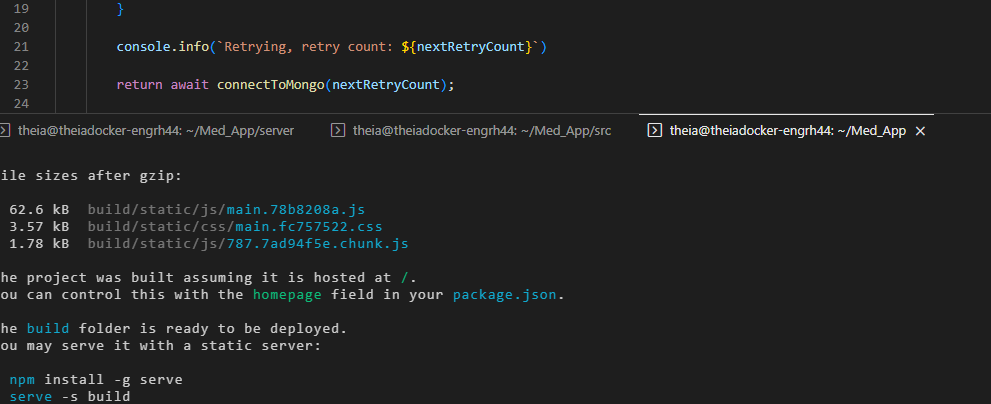 19 }
20
21 console.info(`Retrying, retry count: ${nextRetryCount}`)
22
23 return await connectToMongo(nextRetryCount);
24
theia@theiadocker-engrh44: ~/Med_App/server theia@theiadocker-engrh44: ~/Med_App/src theia@theiadocker-engrh44: ~/Med_App
ile sizes after gzip:
62.6 kB build/static/js/main.78b8208a.js
3.57 kB build/static/css/main.fc757522.css
1.78 kB build/static/js/787.7ad94f5e.chunk.js
he project was built assuming it is hosted at /.
ou can control this with the homepage field in your package.json.
he build folder is ready to be deployed.
ou may serve it with a static server:
npm install -g serve
serve -s build